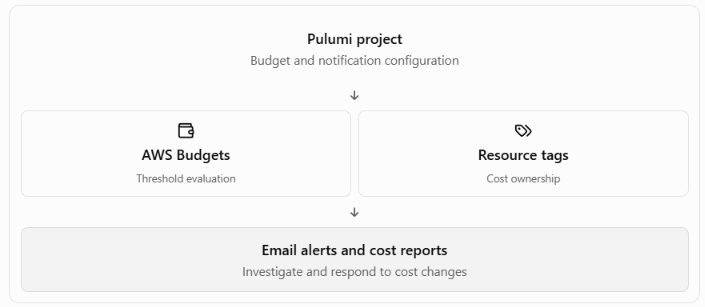 Pulumi project
Budget and notification configuration
AWS Budgets
Threshold evaluation
Resource tags
Cost ownership
Email alerts and cost reports
Investigate and respond to cost changes